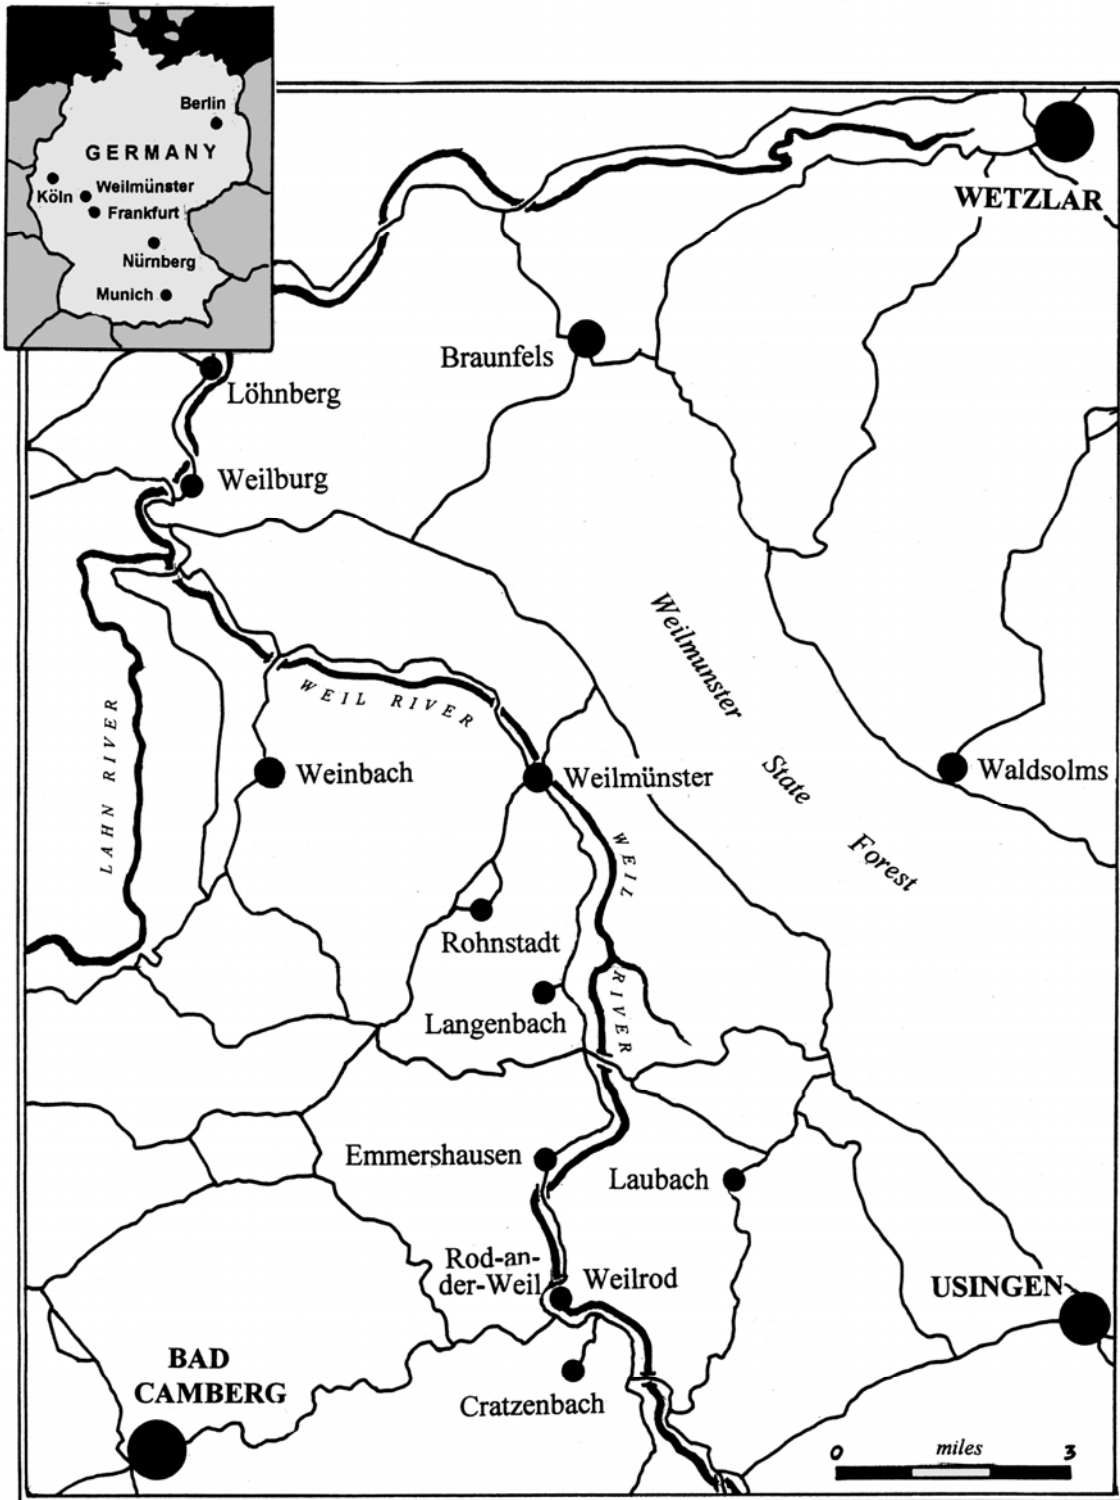 Berlin
GERMANY
Köln
Weilmünster
Frankfurt
Nürnberg
Munich
WETZLAR
Braunfels
Löhnberg
Weilburg
Weilmunster
State
Forest
WEIL RIVER
LAHN RIVER
Weinbach
Weilmünster
Waldsolms
WEIL
RIVER
Rohnstadt
Langenbach
Emmershausen
Laubach
Rod-an-
der-Weil
Weilrod
USINGEN
BAD
CAMBERG
Cratzenbach
0 miles 3